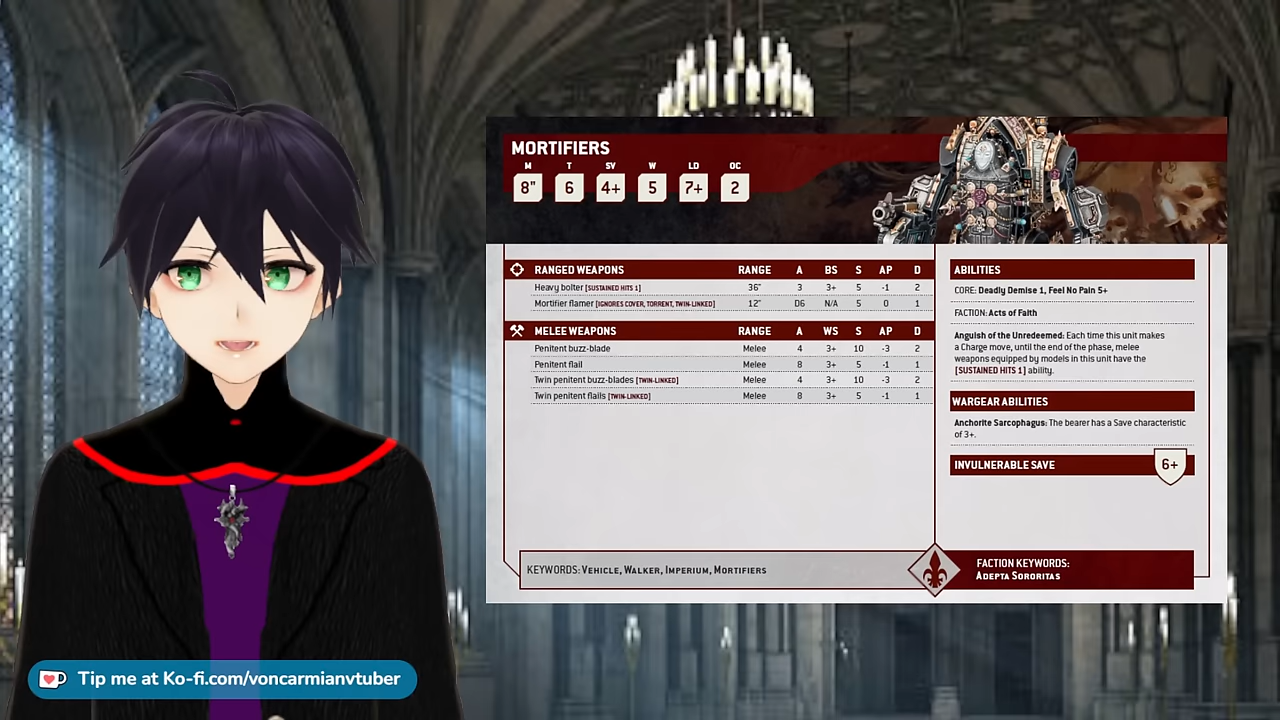 MORTIFIERS
M T SV W LD OC
8" 6 4+ 5 7+ 2
RANGED WEAPONS RANGE A BS S AP D
Heavy bolter [SUSTAINED HITS 1] 36" 3 3+ 5 -1 2
Mortifier flamer [IGNORES COVER, TORRENT, TWIN-LINKED] 12" D6 N/A 5 0 1
MELEE WEAPONS RANGE A WS S AP D
Penitent buzz-blade Melee 4 3+ 10 -3 2
Penitent flail Melee 8 3+ 5 -1 1
Twin penitent buzz-blades [TWIN-LINKED] Melee 4 3+ 10 -3 2
Twin penitent flails [TWIN-LINKED] Melee 8 3+ 5 -1 1
ABILITIES
CORE: Deadly Demise 1, Feel No Pain 5+
FACTION: Acts of Faith
Anguish of the Unredeemed: Each time this unit makes
a Charge move, until the end of the phase, melee
weapons equipped by models in this unit have the
[SUSTAINED HITS 1] ability.
WARGEAR ABILITIES
Anchorite Sarcophagus: The bearer has a Save characteristic
of 3+.
INVULNERABLE SAVE 6+
KEYWORDS: VEHICLE, WALKER, IMPERIUM, MORTIFIERS
FACTION KEYWORDS:
ADEPTA SORORITAS
Tip me at Ko-fi.com/voncarmianvtuber